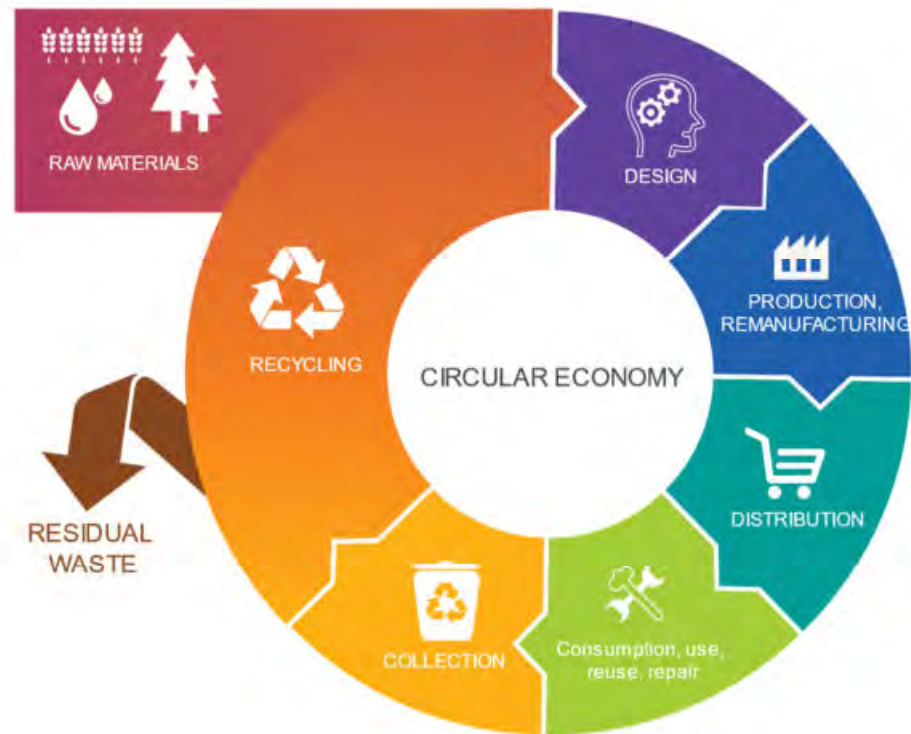 RAW MATERIALS
DESIGN
PRODUCTION,
REMANUFACTURING
DISTRIBUTION
Consumption, use,
reuse, repair
COLLECTION
RECYCLING
RESIDUAL
WASTE
CIRCULAR ECONOMY